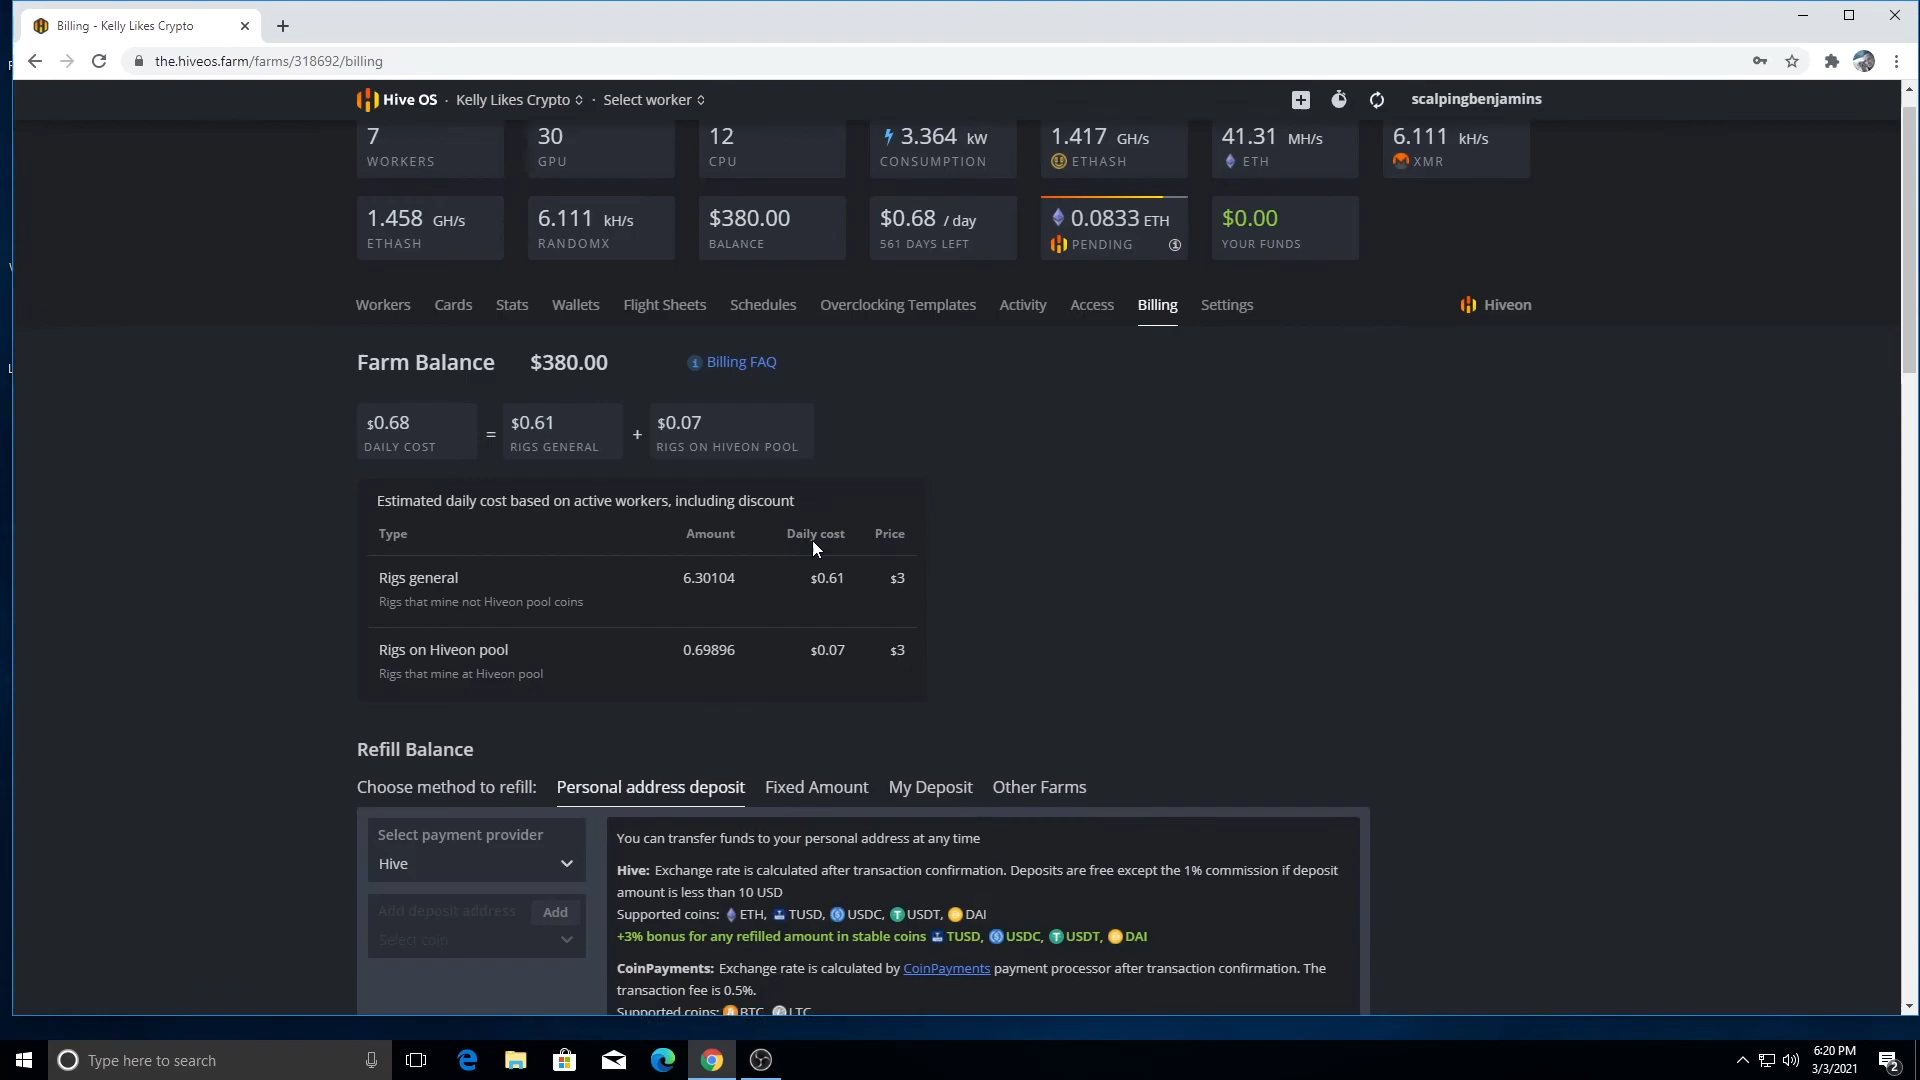 Billing - Kelly Likes Crypto
the.hiveos.farm/farms/318692/billing
Hive OS · Kelly Likes Crypto · Select worker
scalpingbenjamins
7 30 12 3.364 kW 1.417 GH/s 41.31 MH/s 6.111 kH/s
WORKERS GPU CPU CONSUMPTION ETHASH ETH XMR
1.458 GH/s 6.111 kH/s $380.00 $0.68 / day 0.0833 ETH $0.00
ETHASH RANDOMX BALANCE 561 DAYS LEFT PENDING YOUR FUNDS
Workers Cards Stats Wallets Flight Sheets Schedules Overclocking Templates Activity Access Billing Settings Hiveon
Farm Balance $380.00 Billing FAQ
$0.68 = $0.61 + $0.07
DAILY COST RIGS GENERAL RIGS ON HIVEON POOL
Estimated daily cost based on active workers, including discount
Type Amount Daily cost Price
Rigs general 6.30104 $0.61 $3
Rigs that mine not Hiveon pool coins
Rigs on Hiveon pool 0.69896 $0.07 $3
Rigs that mine at Hiveon pool
Refill Balance
Choose method to refill: Personal address deposit Fixed Amount My Deposit Other Farms
Select payment provider
Hive
Add deposit address Add
Select coin
You can transfer funds to your personal address at any time
Hive: Exchange rate is calculated after transaction confirmation. Deposits are free except the 1% commission if deposit
amount is less than 10 USD
Supported coins: ETH, TUSD, USDC, USDT, DAI
+3% bonus for any refilled amount in stable coins TUSD, USDC, USDT, DAI
CoinPayments: Exchange rate is calculated by CoinPayments payment processor after transaction confirmation. The
transaction fee is 0.5%.
Supported coins: BTC, LTC
Type here to search
6:20 PM
3/3/2021
2